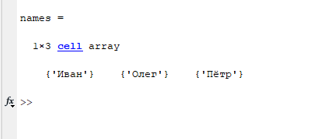 names =
1×3 cell array
{'Иван'} {'Олег'} {'Пётр'}
fx >>